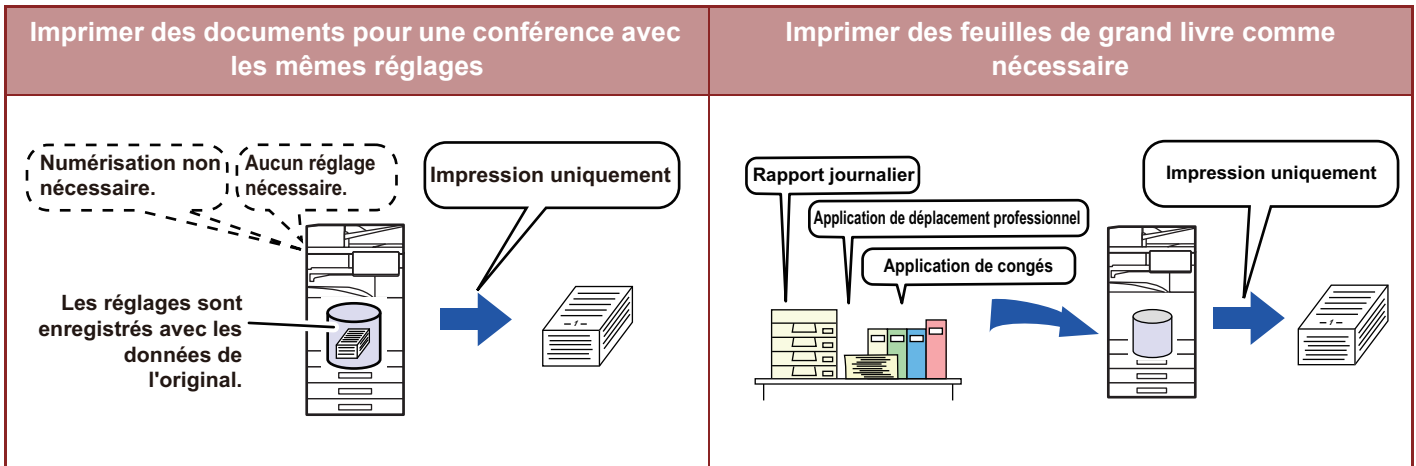 Imprimer des documents pour une conférence avec
les mêmes réglages
Imprimer des feuilles de grand livre comme
nécessaire
Numérisation non
nécessaire.
Aucun réglage
nécessaire.
Impression uniquement
Les réglages sont
enregistrés avec les
données de
l'original.
-1-
Rapport journalier
Application de déplacement professionnel
Application de congés
Impression uniquement
-1-